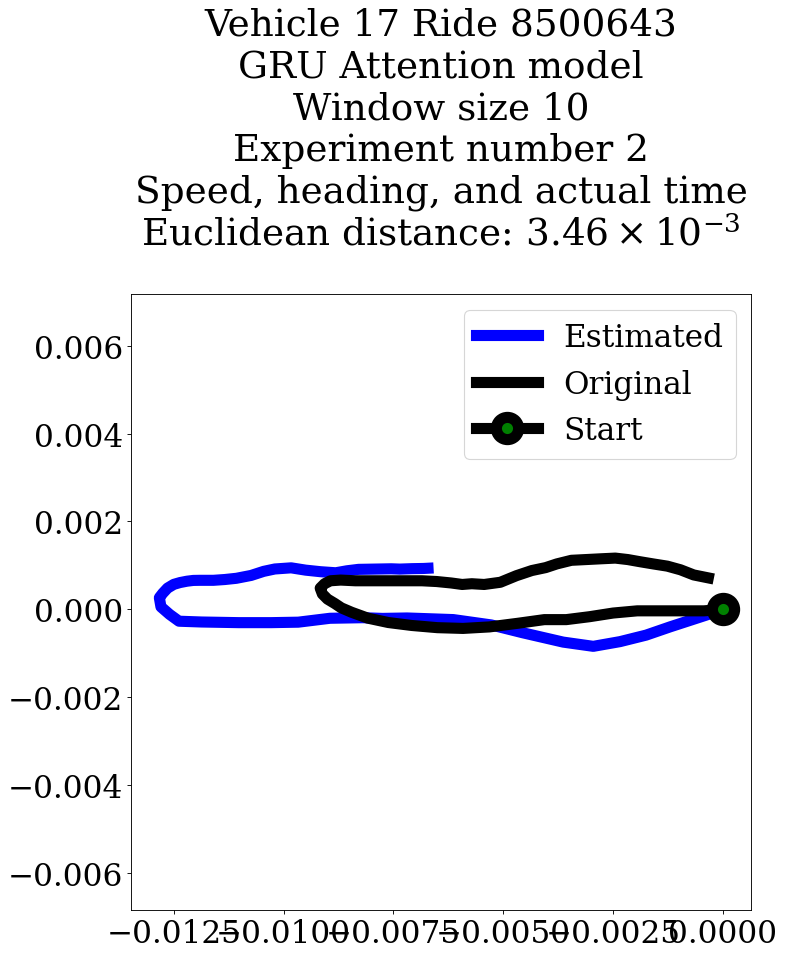 Vehicle 17 Ride 8500643
GRU Attention model
Window size 10
Experiment number 2
Speed, heading, and actual time
Euclidean distance: 3.46 × 10⁻³
Estimated
Original
Start
0.006
0.004
0.002
0.000
−0.002
−0.004
−0.006
−0.0125 −0.0100 −0.0075 −0.0050 −0.0025 0.0000